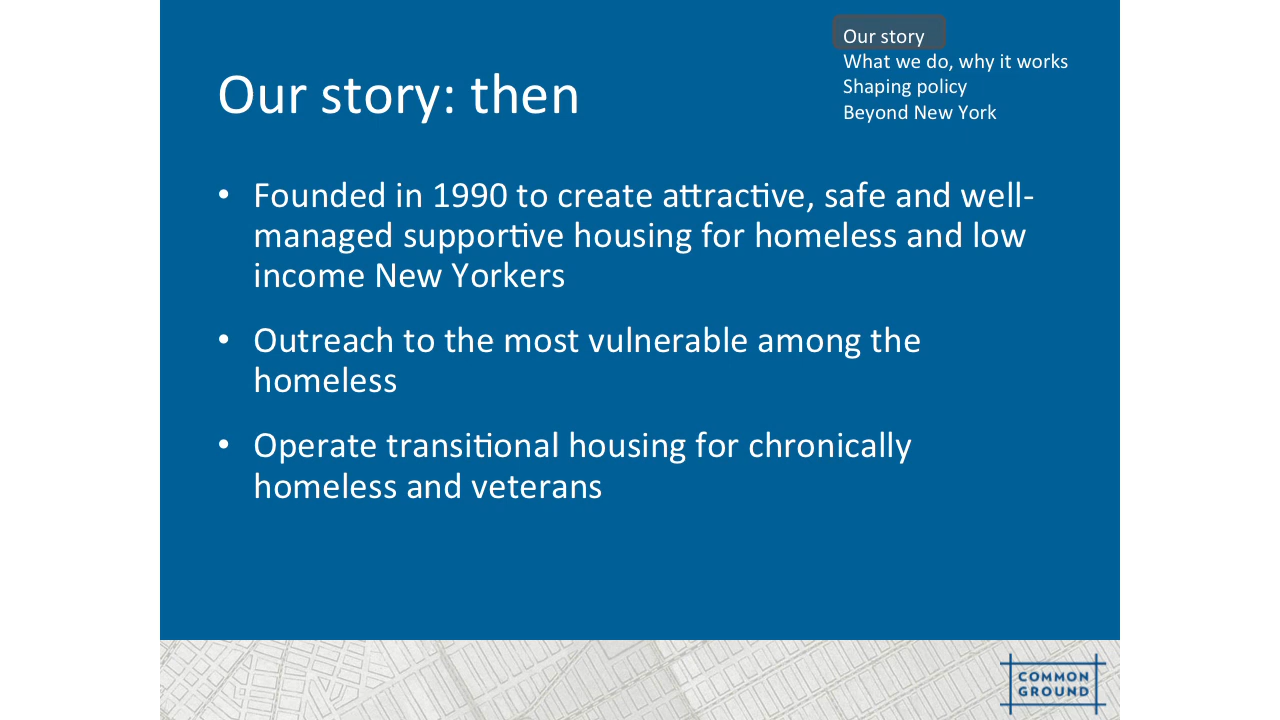 Our story
What we do, why it works
Shaping policy
Beyond New York
Our story: then
• Founded in 1990 to create attractive, safe and well-
managed supportive housing for homeless and low
income New Yorkers
• Outreach to the most vulnerable among the
homeless
• Operate transitional housing for chronically
homeless and veterans
COMMON
GROUND